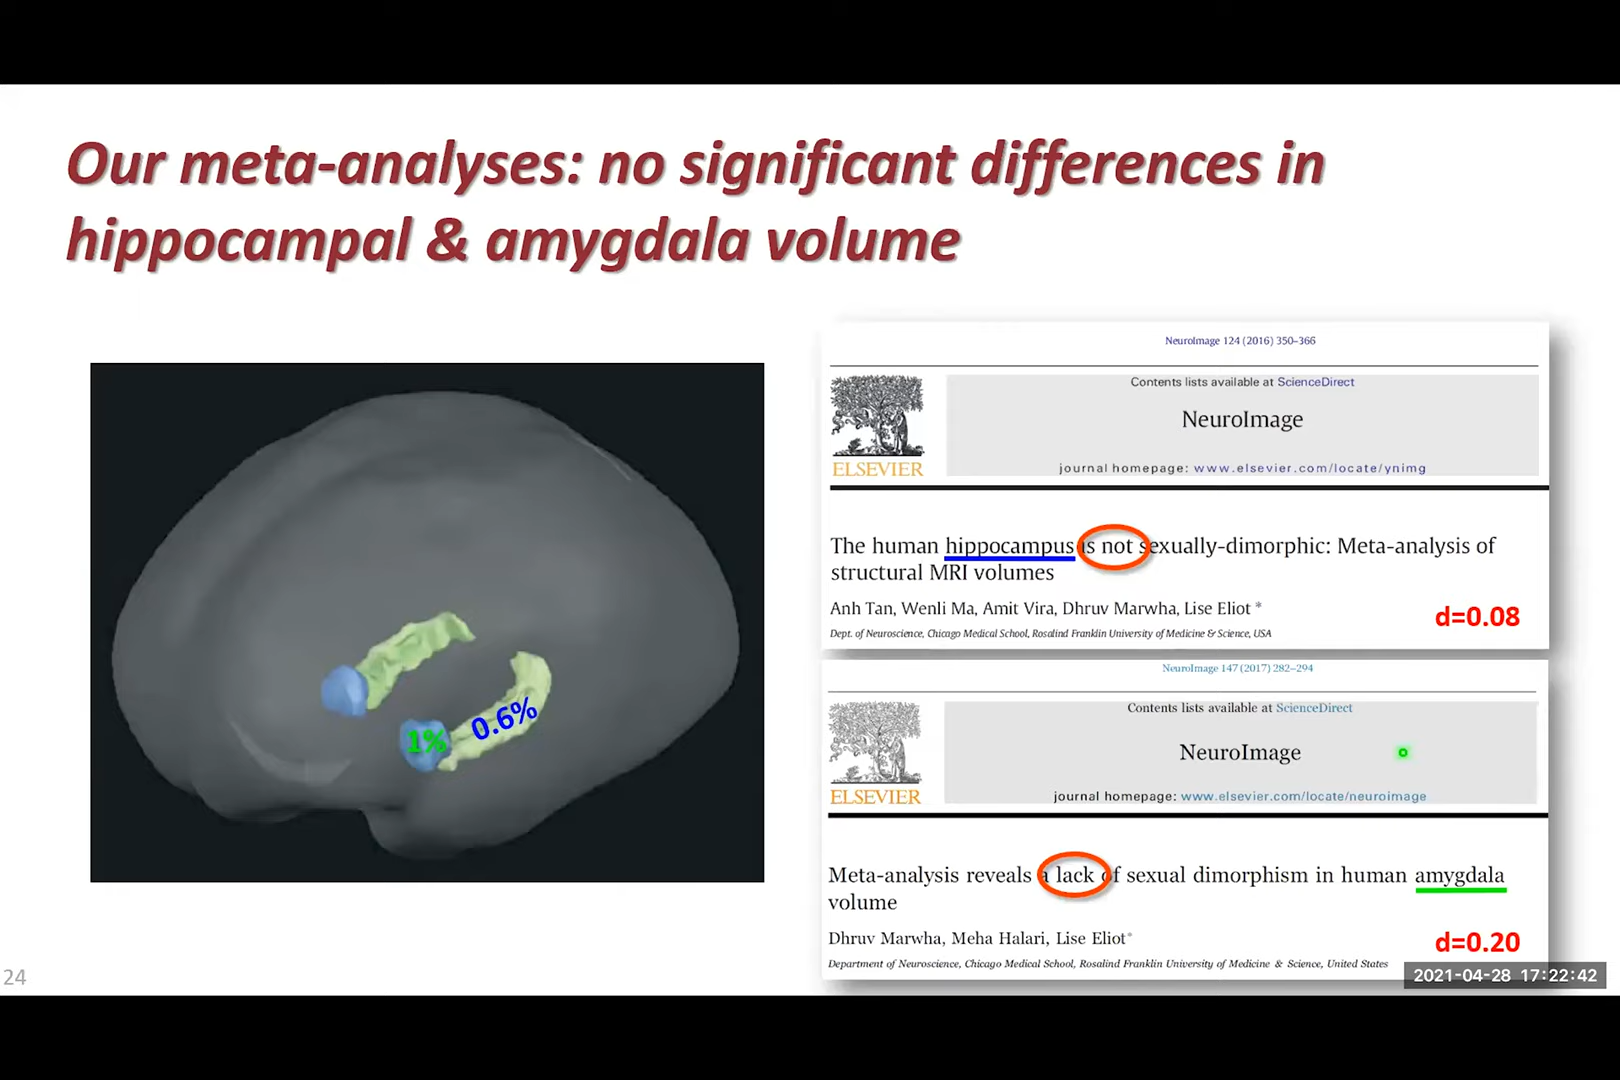 Our meta-analyses: no significant differences in
hippocampal & amygdala volume
1%
0.6%
NeuroImage 124 (2016) 350–366
Contents lists available at ScienceDirect
NeuroImage
journal homepage: www.elsevier.com/locate/ynimg
ELSEVIER
The human hippocampus is not sexually-dimorphic: Meta-analysis of
structural MRI volumes
Anh Tan, Wenli Ma, Amit Vira, Dhruv Marwha, Lise Eliot *
d=0.08
Dept. of Neuroscience, Chicago Medical School, Rosalind Franklin University of Medicine & Science, USA
NeuroImage 147 (2017) 282–294
Contents lists available at ScienceDirect
NeuroImage
journal homepage: www.elsevier.com/locate/neuroimage
ELSEVIER
Meta-analysis reveals a lack of sexual dimorphism in human amygdala
volume
Dhruv Marwha, Meha Halari, Lise Eliot*
d=0.20
Department of Neuroscience, Chicago Medical School, Rosalind Franklin University of Medicine & Science, United States
24
2021-04-28 17:22:42